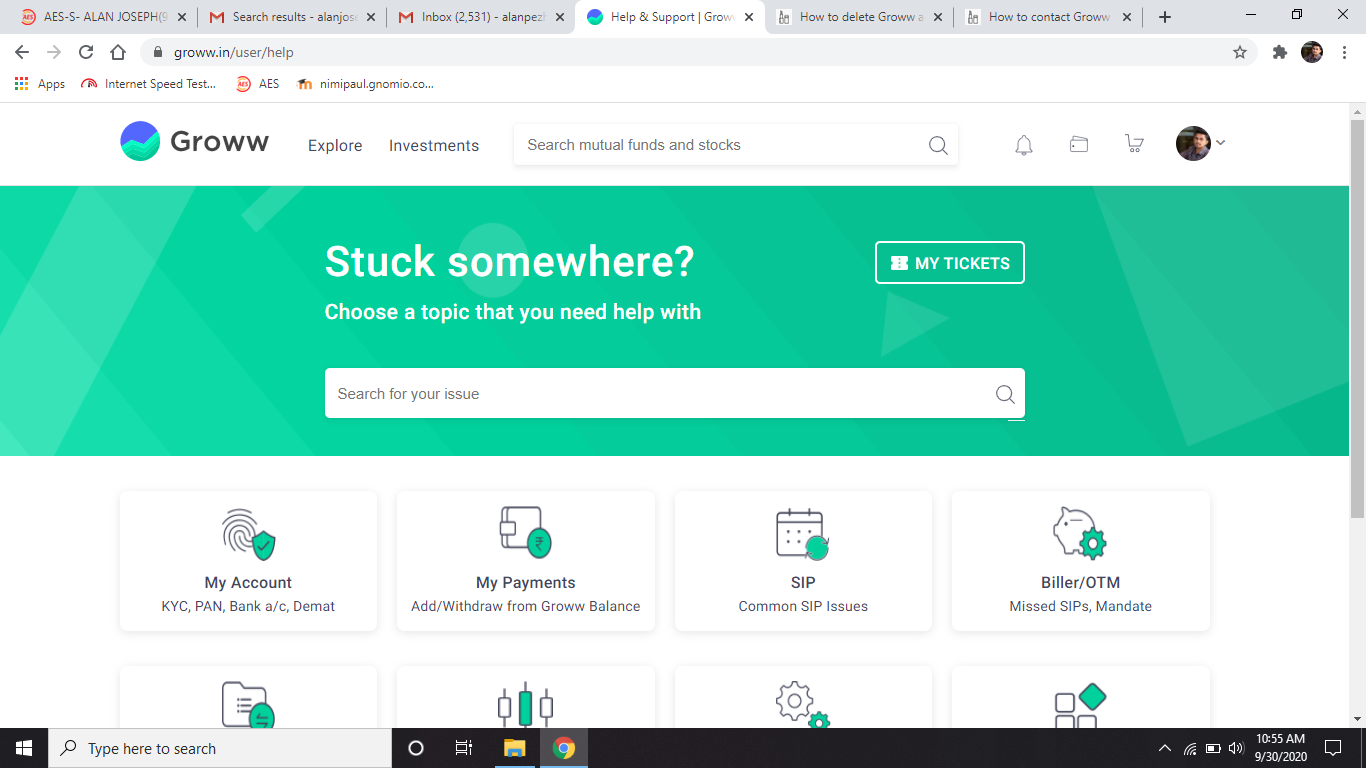 AES-S- ALAN JOSEPH(9
Search results - alanjose
Inbox (2,531) - alanpezh
Help & Support | Groww
How to delete Groww a
How to contact Groww
groww.in/user/help
Apps
Internet Speed Test...
AES
AES
nimipaul.gnomio.co...
Groww
Explore
Investments
Search mutual funds and stocks
Stuck somewhere?
MY TICKETS
Choose a topic that you need help with
Search for your issue
My Account
KYC, PAN, Bank a/c, Demat
My Payments
Add/Withdraw from Groww Balance
SIP
Common SIP Issues
Biller/OTM
Missed SIPs, Mandate
Type here to search
10:55 AM
9/30/2020